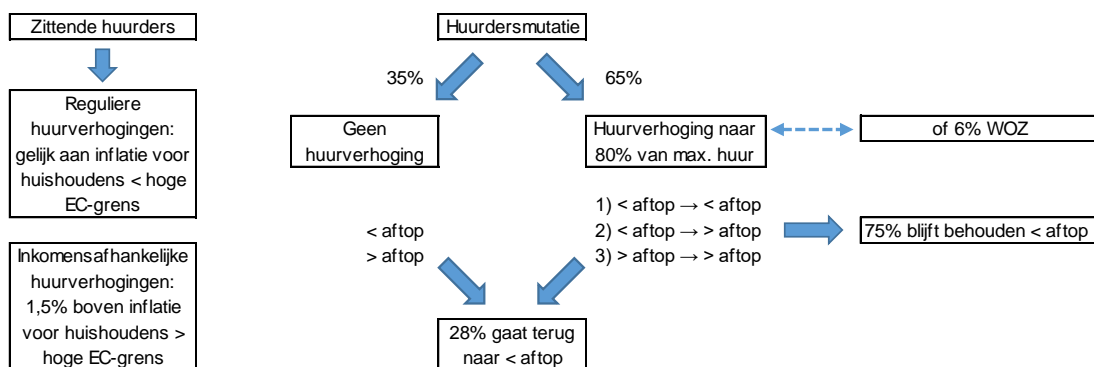 Zittende huurders
Reguliere
huurverhogingen:
gelijk aan inflatie voor
huishoudens < hoge
EC-grens
Inkomensafhankelijke
huurverhogingen:
1,5% boven inflatie
voor huishoudens >
hoge EC-grens
Huurdersmutatie
35%
65%
Geen
huurverhoging
Huurverhoging naar
80% van max. huur
of 6% WOZ
< aftop
> aftop
1) < aftop → < aftop
2) < aftop → > aftop
3) > aftop → > aftop
75% blijft behouden < aftop
28% gaat terug
naar < aftop